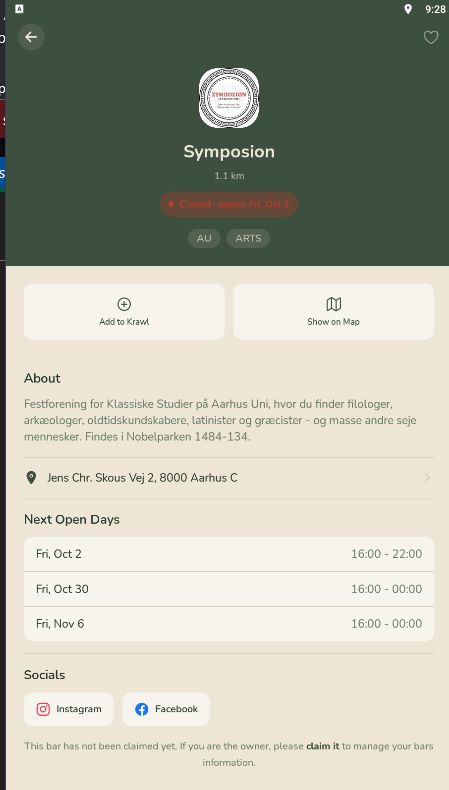 A
9:28
SYMPOSION
Symposion
1.1 km
Closed · opens Fri, Oct 2
AU
ARTS
Add to Krawl
Show on Map
About
Festforening for Klassiske Studier på Aarhus Uni, hvor du finder filologer,
arkæologer, oldtidskundskabere, latinister og græcister - og masse andre seje
mennesker. Findes i Nobelparken 1484-134.
Jens Chr. Skous Vej 2, 8000 Aarhus C
Next Open Days
Fri, Oct 2 16:00 - 22:00
Fri, Oct 30 16:00 - 00:00
Fri, Nov 6 16:00 - 00:00
Socials
Instagram
Facebook
This bar has not been claimed yet. If you are the owner, please claim it to manage your bars
information.